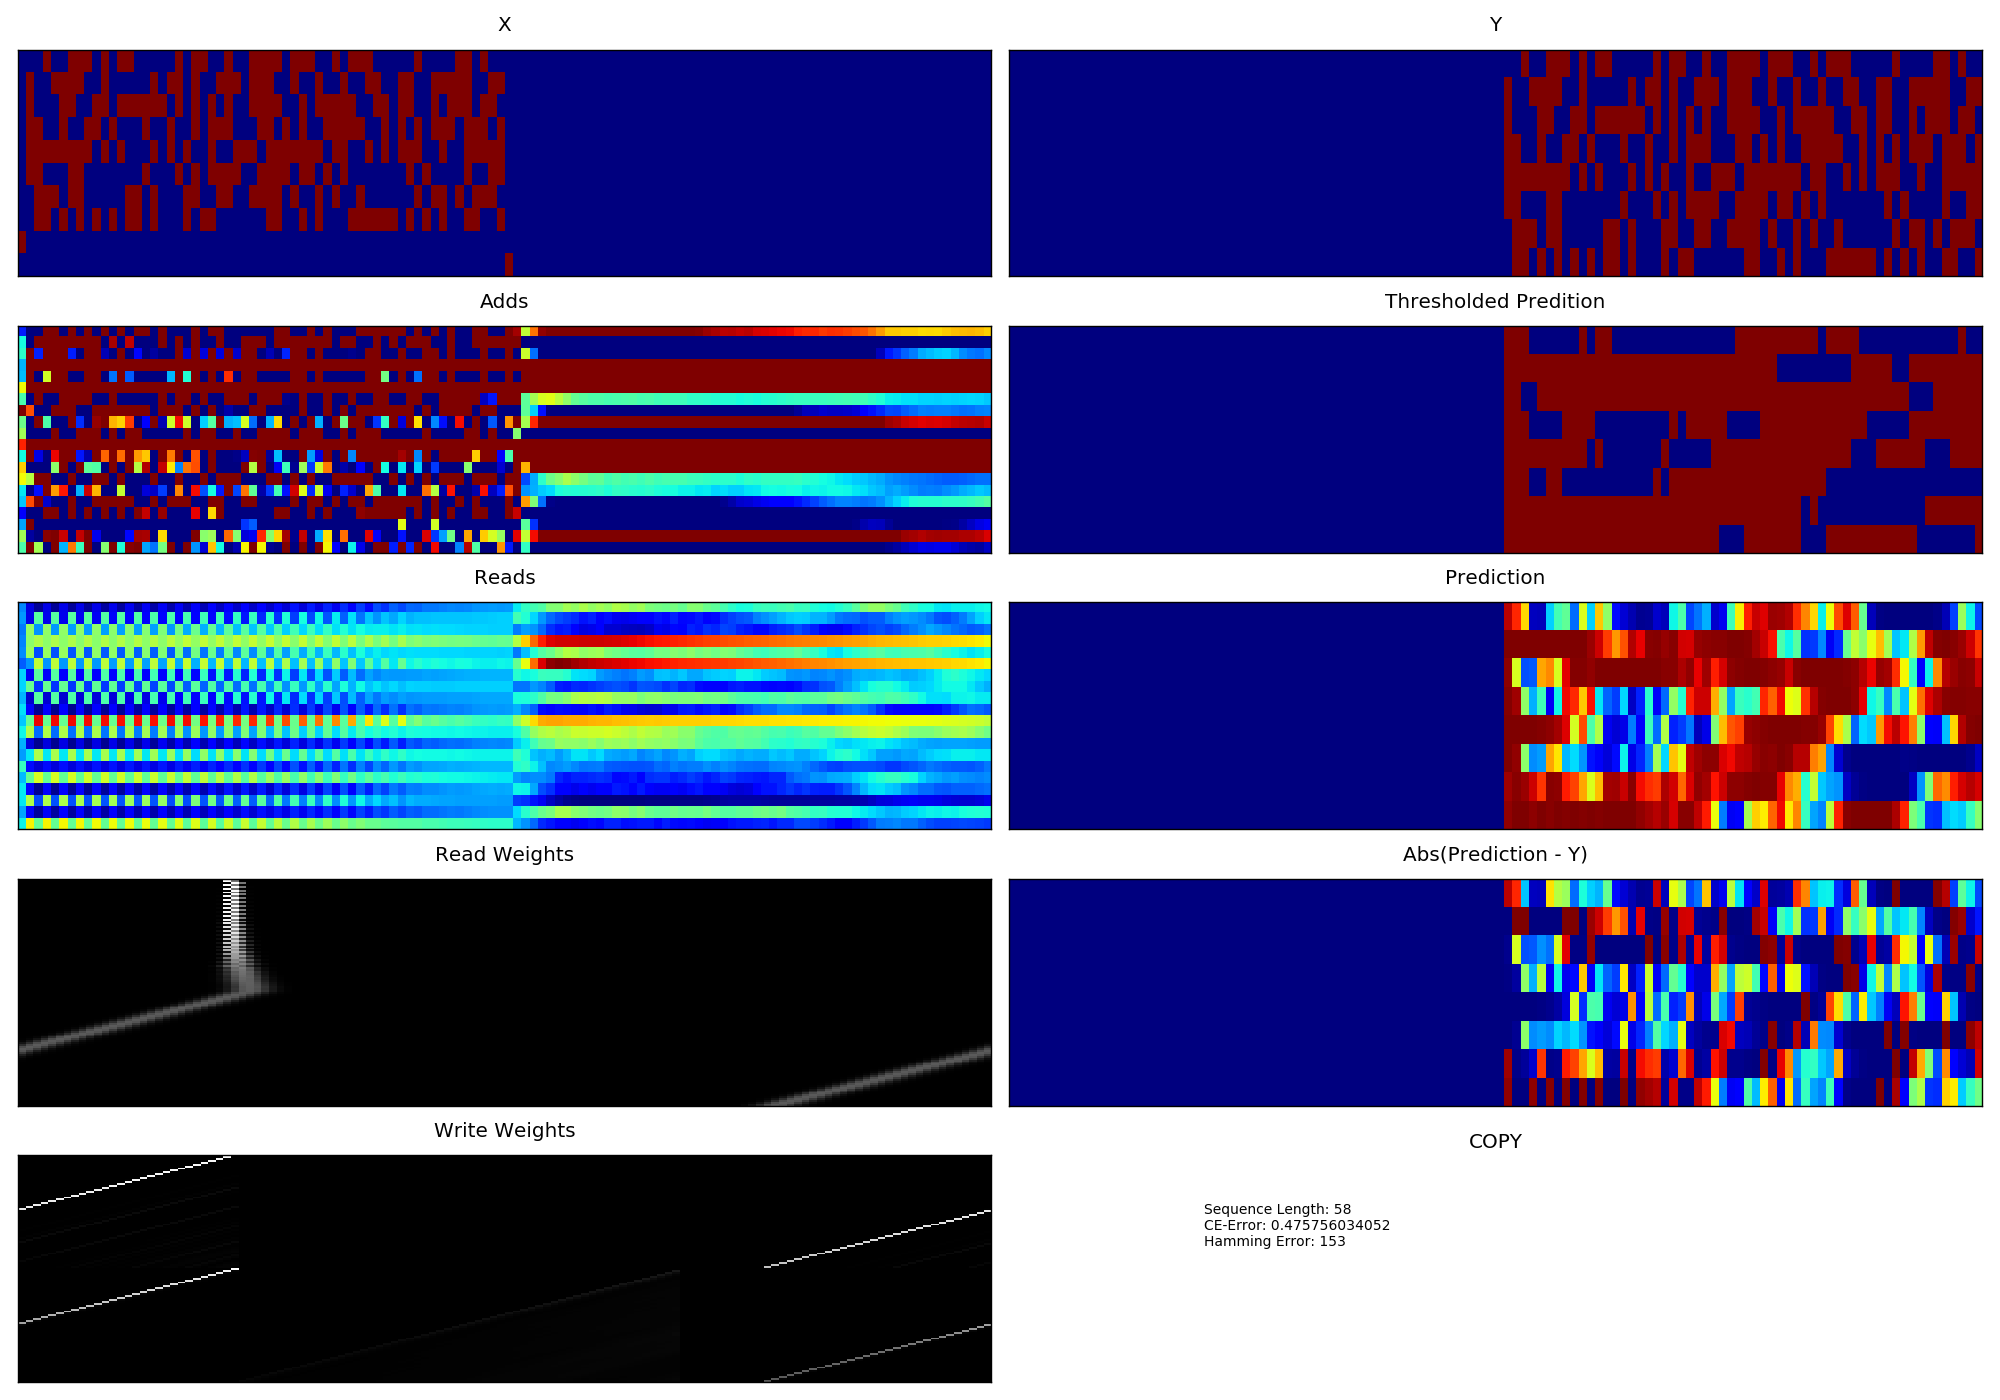 X
Y
Adds
Thresholded Predition
Reads
Prediction
Read Weights
Abs(Prediction - Y)
Write Weights
COPY
Sequence Length: 58
CE-Error: 0.475756034052
Hamming Error: 153